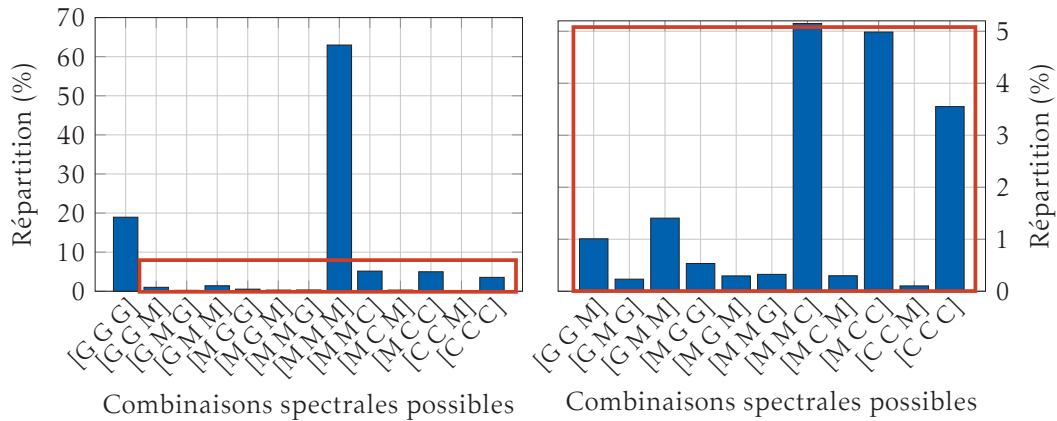 70
60
50
40
30
20
10
0
Répartition (%)
[G G G]
[G G M]
[G M G]
[G M M]
[M G G]
[M G M]
[M M G]
[M M M]
[M M C]
[M C M]
[M C C]
[C C M]
[C C C]
Combinaisons spectrales possibles
5
4
3
2
1
0
Répartition (%)
[G G M]
[G M G]
[G M M]
[M G G]
[M G M]
[M M G]
[M M C]
[M C M]
[M C C]
[C C M]
[C C C]
Combinaisons spectrales possibles